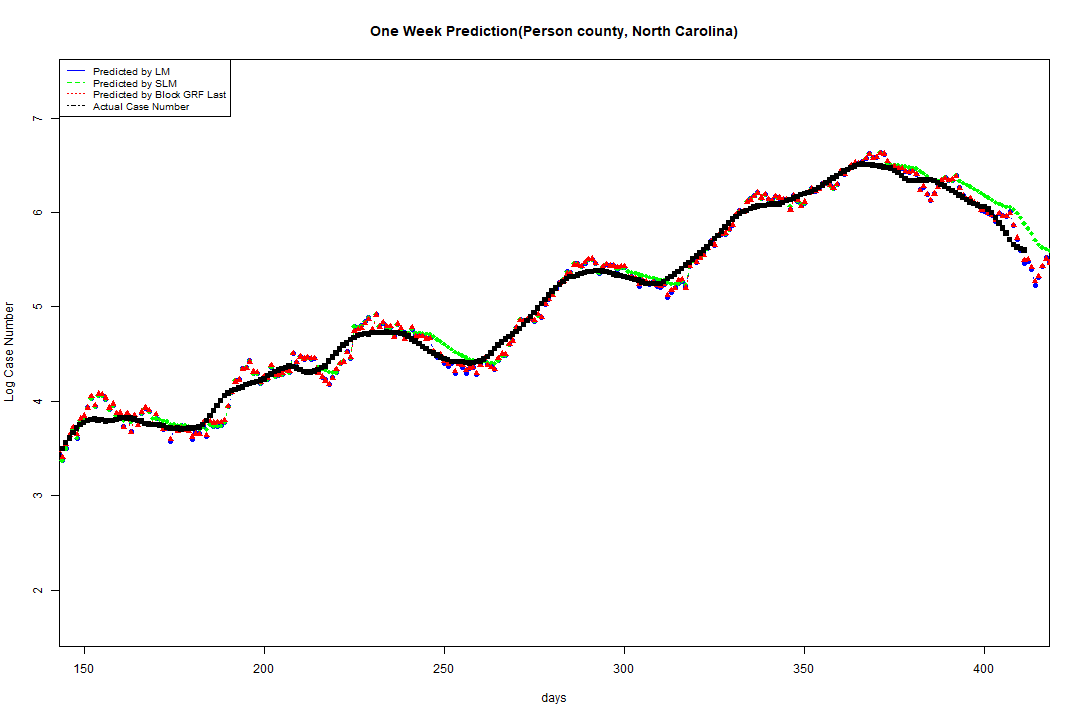 One Week Prediction(Person county, North Carolina)
Predicted by LM
Predicted by SLM
Predicted by Block GRF Last
Actual Case Number
7
6
5
4
3
2
Log Case Number
150 200 250 300 350 400
days